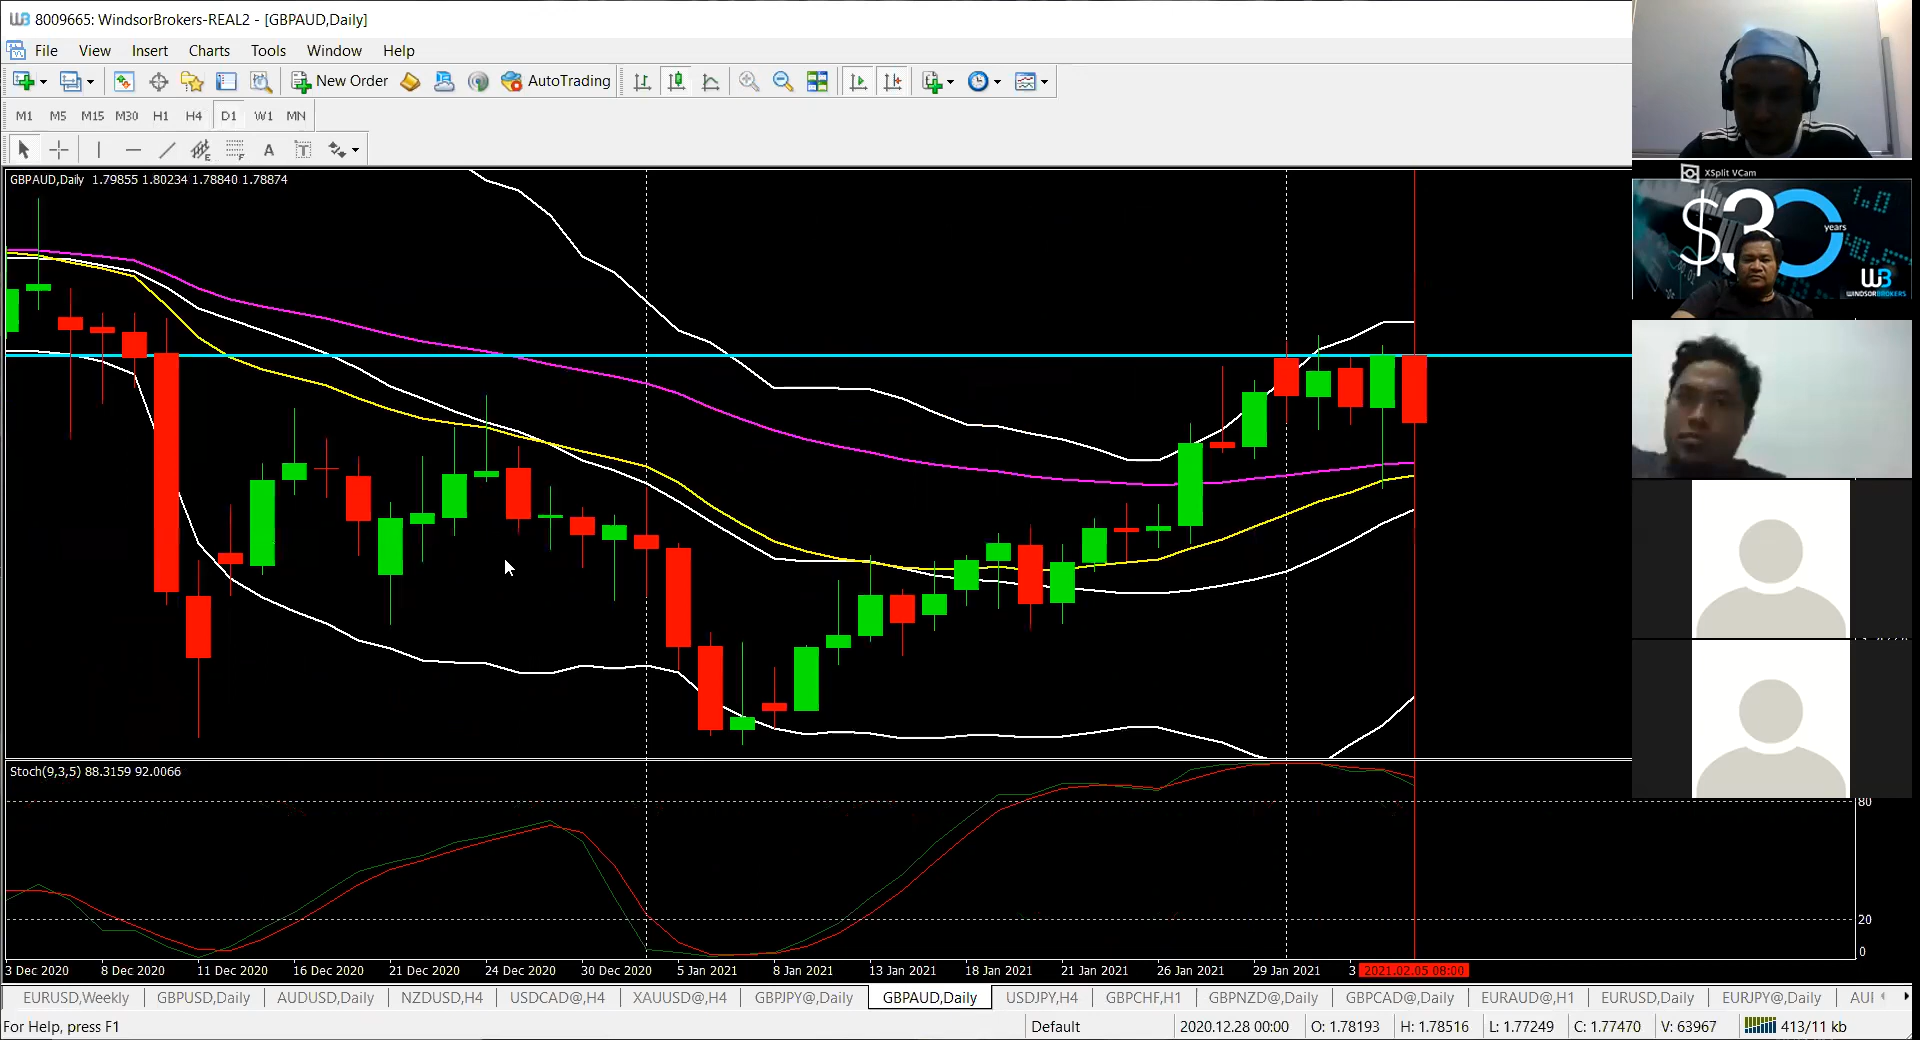 8009665: WindsorBrokers-REAL2 - [GBPAUD,Daily]
File View Insert Charts Tools Window Help
New Order AutoTrading
M1 M5 M15 M30 H1 H4 D1 W1 MN
E F A T
GBPAUD,Daily 1.79855 1.80234 1.78840 1.78874
XSplit VCam
$30
years
WB
WINDSORBROKERS
Stoch(9,3,5) 88.3159 92.0066
80
20
0
3 Dec 2020 8 Dec 2020 11 Dec 2020 16 Dec 2020 21 Dec 2020 24 Dec 2020 30 Dec 2020 5 Jan 2021 8 Jan 2021 13 Jan 2021 18 Jan 2021 21 Jan 2021 26 Jan 2021 29 Jan 2021 3 2021.02.05 08:00
EURUSD,Weekly GBPUSD,Daily AUDUSD,Daily NZDUSD,H4 USDCAD@,H4 XAUUSD@,H4 GBPJPY@,Daily GBPAUD,Daily USDJPY,H4 GBPCHF,H1 GBPNZD@,Daily GBPCAD@,Daily EURAUD@,H1 EURUSD,Daily EURJPY@,Daily AUI
For Help, press F1 Default 2020.12.28 00:00 O: 1.78193 H: 1.78516 L: 1.77249 C: 1.77470 V: 63967 413/11 kb